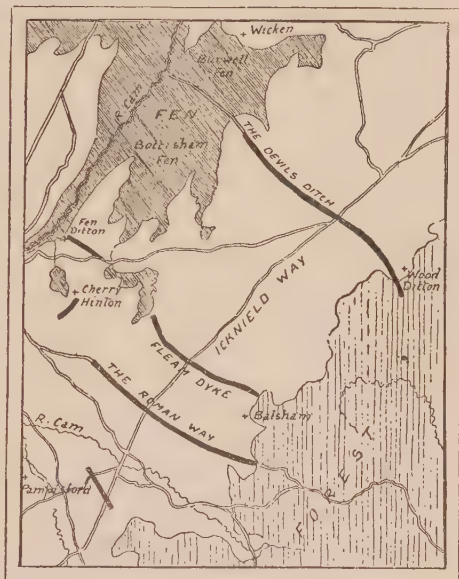 Wicken
Burwell
Fen
R. Cam
FEN
Bottisham
Fen
THE DEVILS DITCH
Fen
Ditton
ICKNIELD WAY
Wood
Ditton
Cherry
Hinton
FLEAM DYKE
THE ROMAN WAY
Balsham
R. Cam
FOREST
Pampisford